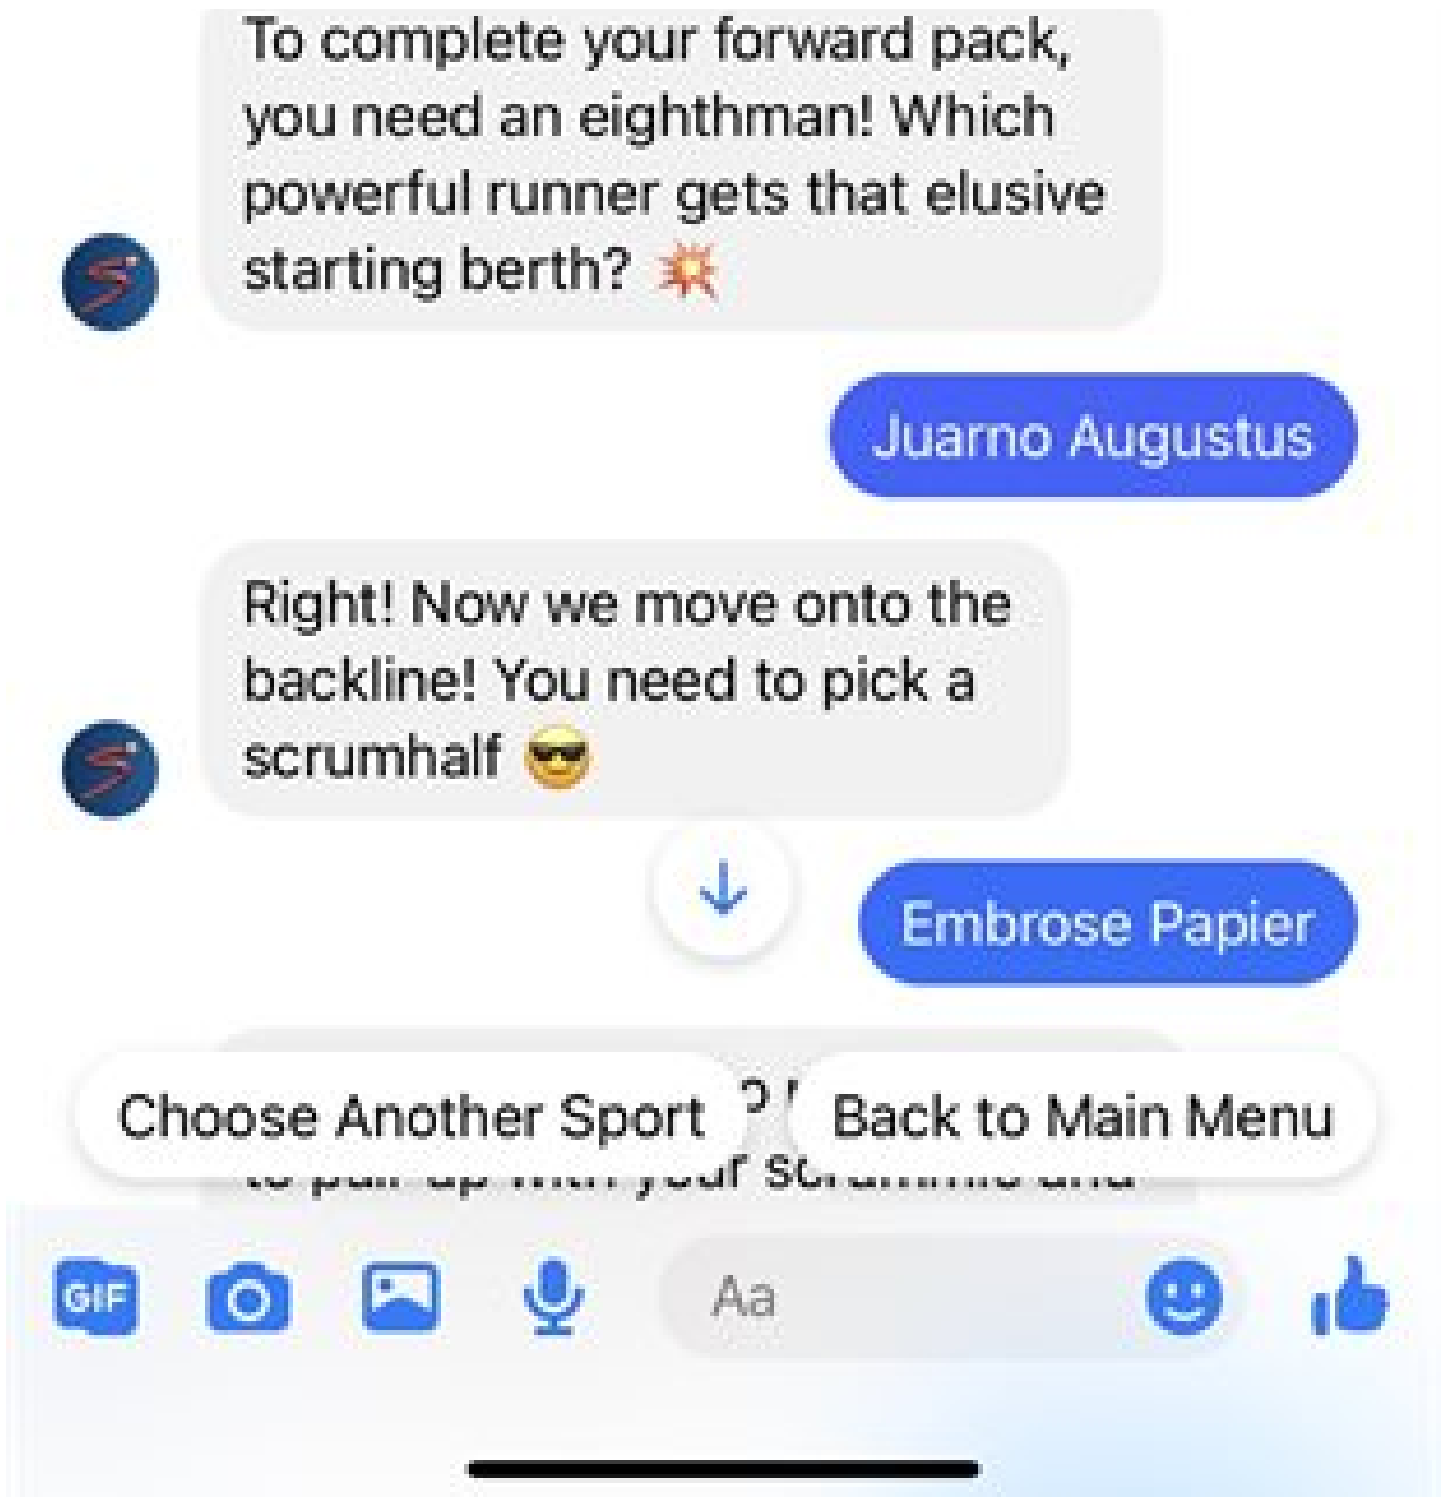 To complete your forward pack,
you need an eighthman! Which
powerful runner gets that elusive
starting berth? 💥
Juarno Augustus
Right! Now we move onto the
backline! You need to pick a
scrumhalf 😎
Embrose Papier
Choose Another Sport
Back to Main Menu
with your
GIF
Aa